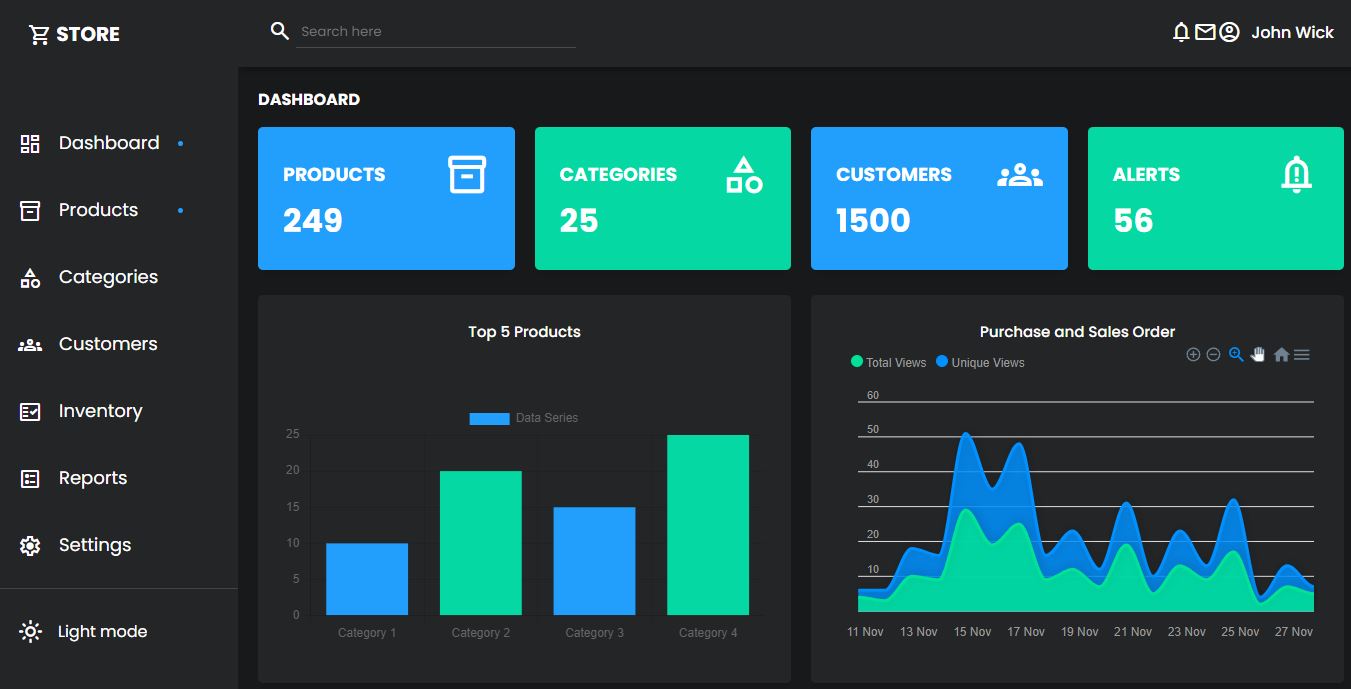 STORE
Search here
John Wick
Dashboard
Products
Categories
Customers
Inventory
Reports
Settings
Light mode
DASHBOARD
PRODUCTS
249
CATEGORIES
25
CUSTOMERS
1500
ALERTS
56
Top 5 Products
Data Series
25
20
15
10
5
0
Category 1 Category 2 Category 3 Category 4
Purchase and Sales Order
Total Views Unique Views
60
50
40
30
20
10
11 Nov 13 Nov 15 Nov 17 Nov 19 Nov 21 Nov 23 Nov 25 Nov 27 Nov